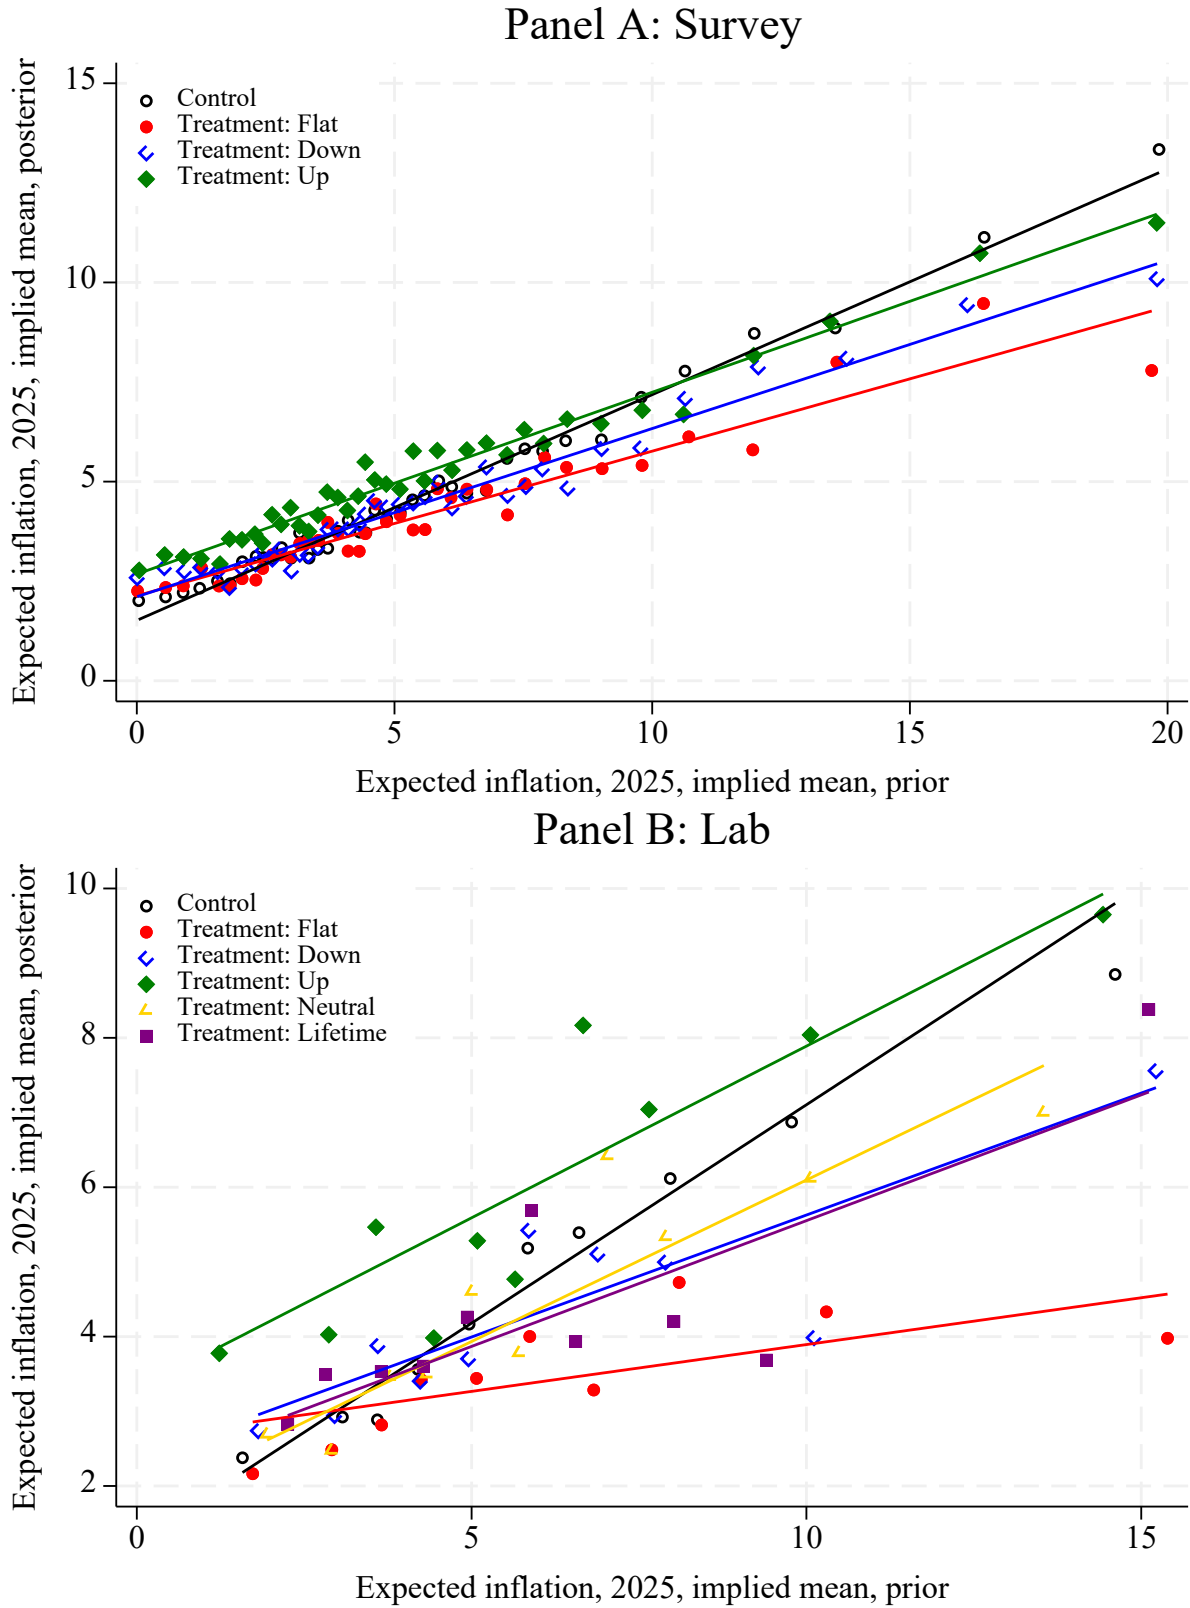 Panel A: Survey
Expected inflation, 2025, implied mean, posterior
15
10
5
0
Control
Treatment: Flat
Treatment: Down
Treatment: Up
0 5 10 15 20
Expected inflation, 2025, implied mean, prior
Panel B: Lab
Expected inflation, 2025, implied mean, posterior
10
8
6
4
2
Control
Treatment: Flat
Treatment: Down
Treatment: Up
Treatment: Neutral
Treatment: Lifetime
0 5 10 15
Expected inflation, 2025, implied mean, prior